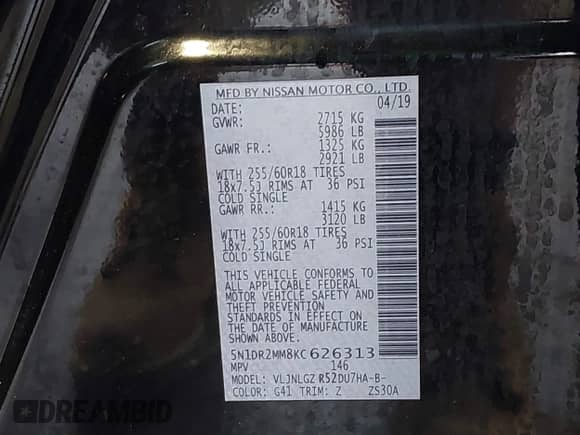 MFD BY NISSAN MOTOR CO., LTD.
DATE: 04/19
GVWR: 2715 KG
5986 LB
GAWR FR.: 1325 KG
2921 LB
WITH 255/60R18 TIRES
18x7.5J RIMS AT 36 PSI
COLD SINGLE
GAWR RR.: 1415 KG
3120 LB
WITH 255/60R18 TIRES
18x7.5J RIMS AT 36 PSI
COLD SINGLE
THIS VEHICLE CONFORMS TO
ALL APPLICABLE FEDERAL
MOTOR VEHICLE SAFETY AND
THEFT PREVENTION
STANDARDS IN EFFECT ON
THE DATE OF MANUFACTURE
SHOWN ABOVE.
5N1DR2MM8KC626313
MPV 146
MODEL: VLJNLGZ R52DU7HA-B-
COLOR: G41 TRIM: Z ZS30A